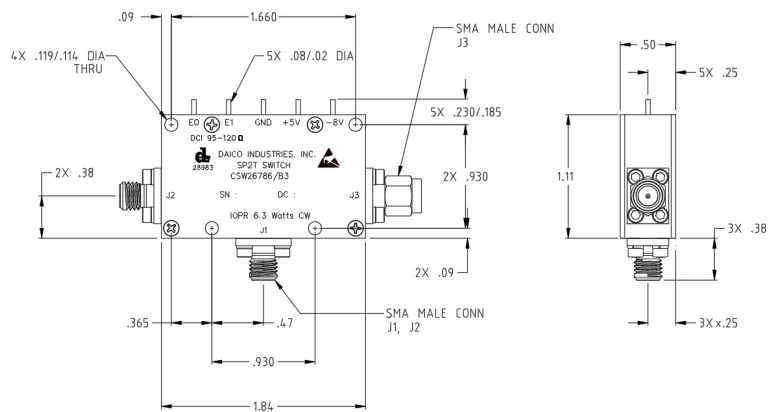 .09
1.660
SMA MALE CONN
J3
.50
4X .119/.114 DIA
THRU
5X .08/.02 DIA
5X .25
5X .230/.185
E0 E1 GND +5V -8V
DCI 95-120Ω
d
28983
DAICO INDUSTRIES, INC.
SP2T SWITCH
CSW26786/B3
2X .38
2X .930
1.11
J2
SN :
DC :
J3
IOPR 6.3 Watts CW
J1
3X .38
2X .09
.365
.47
SMA MALE CONN
J1, J2
3X x.25
.930
1.84